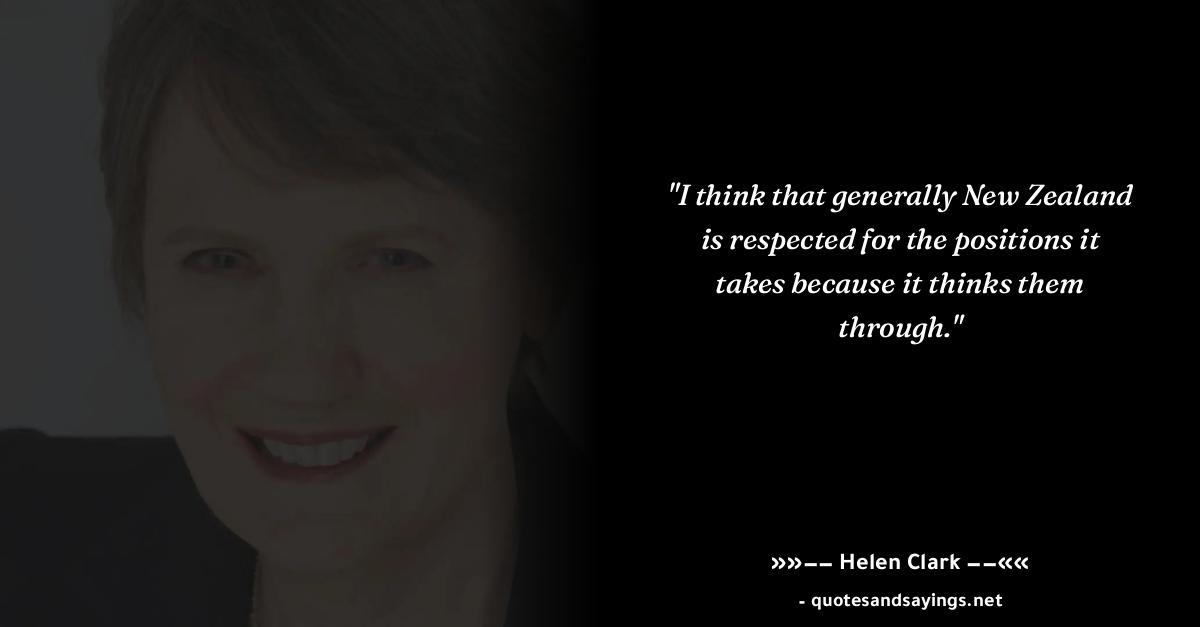 "I think that generally New Zealand
is respected for the positions it
takes because it thinks them
through."
»»−− Helen Clark −−««
- quotesandsayings.net